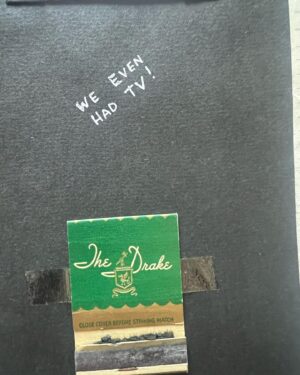 WE EVEN
HAD TV!
The Drake
CLOSE COVER BEFORE STRIKING MATCH